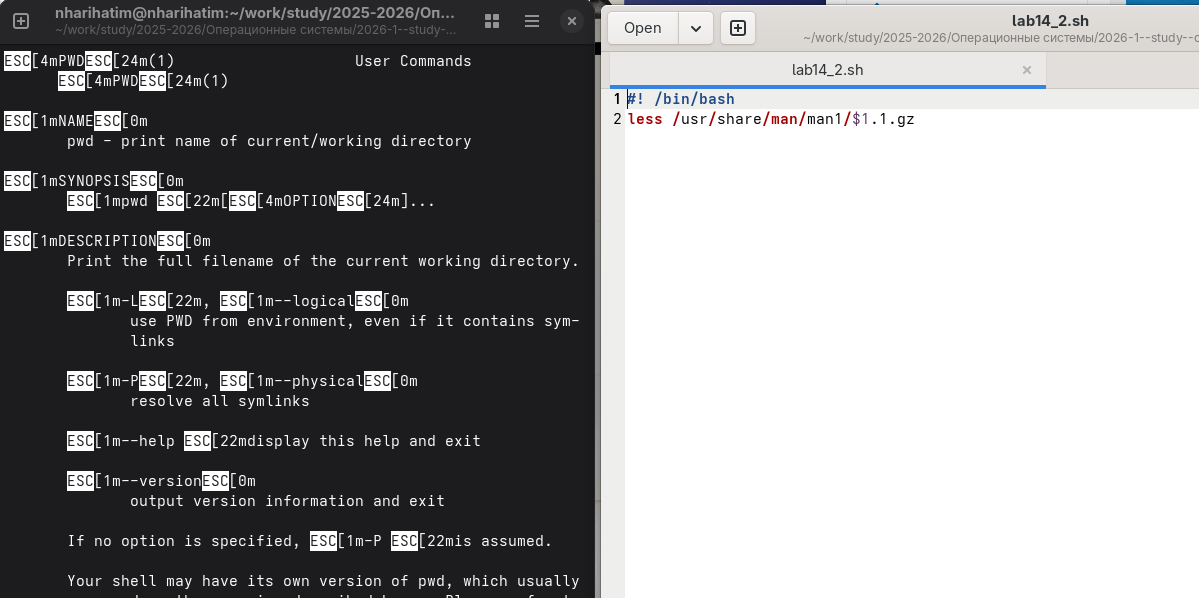 nharihatim@nharihatim:~/work/study/2025-2026/Оп...
~/work/study/2025-2026/Операционные системы/2026-1--study-...
ESC[4mPWDESC[24m(1) User Commands
ESC[4mPWDESC[24m(1)
ESC[1mNAMEESC[0m
pwd - print name of current/working directory
ESC[1mSYNOPSISESC[0m
ESC[1mpwd ESC[22m[ESC[4mOPTIONESC[24m]...
ESC[1mDESCRIPTIONESC[0m
Print the full filename of the current working directory.
ESC[1m-LESC[22m, ESC[1m--logicalESC[0m
use PWD from environment, even if it contains sym‐
links
ESC[1m-PESC[22m, ESC[1m--physicalESC[0m
resolve all symlinks
ESC[1m--help ESC[22mdisplay this help and exit
ESC[1m--versionESC[0m
output version information and exit
If no option is specified, ESC[1m-P ESC[22mis assumed.
Your shell may have its own version of pwd, which usually
Open
lab14_2.sh
~/work/study/2025-2026/Операционные системы/2026-1--study--
lab14_2.sh
1 #! /bin/bash
2 less /usr/share/man/man1/$1.1.gz